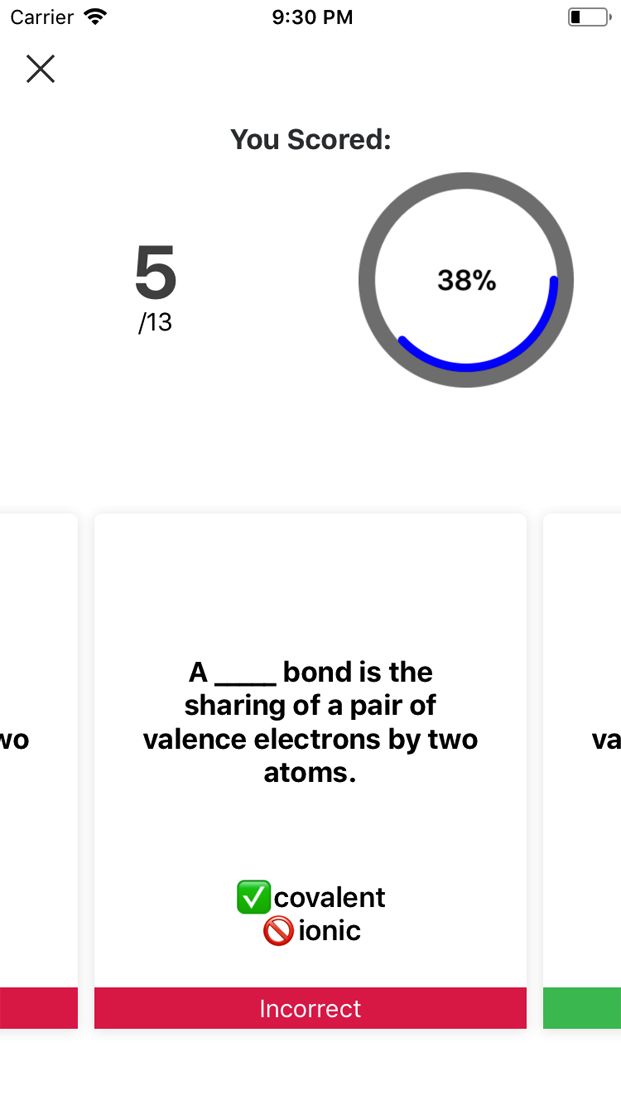 Carrier 9:30 PM
You Scored:
5
/13
38%
A _____ bond is the
sharing of a pair of
valence electrons by two
atoms.
covalent
ionic
Incorrect